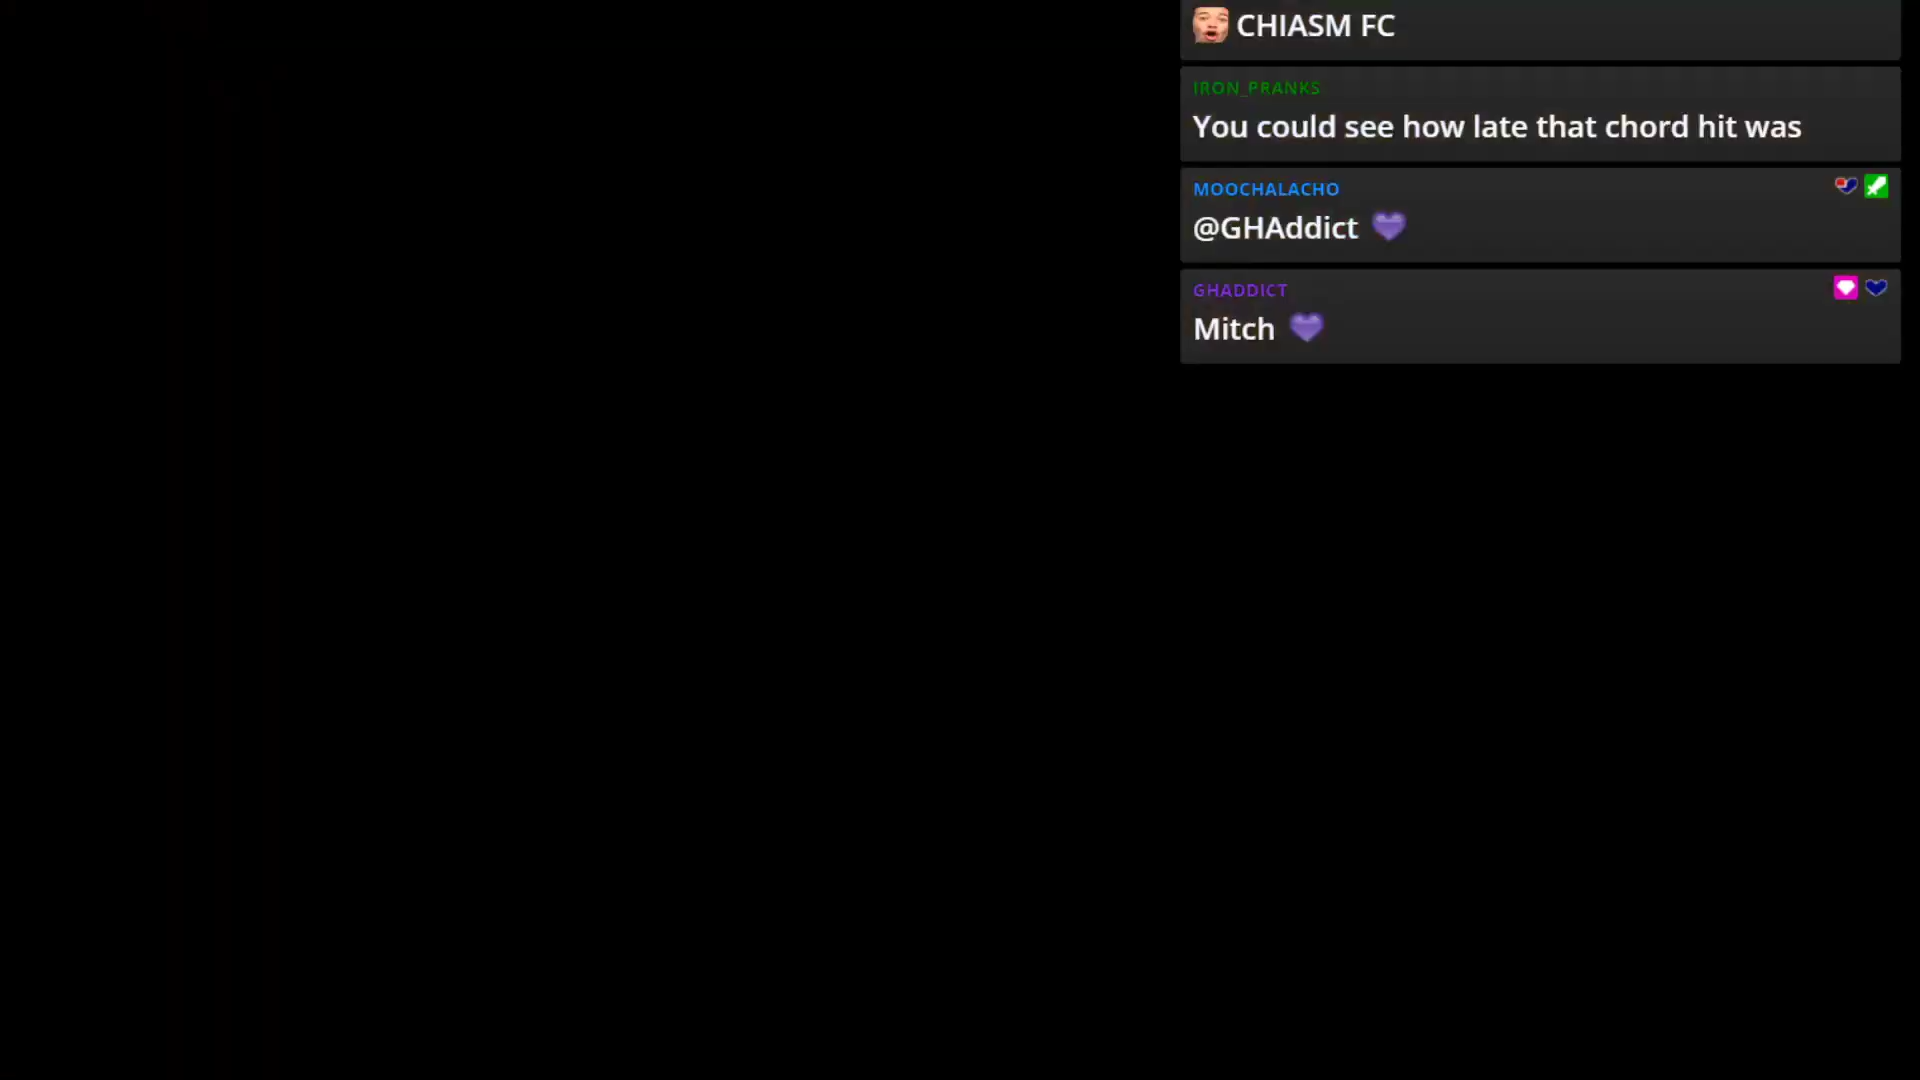 CHIASM FC
IRON_PRANKS
You could see how late that chord hit was
MOOCHALACHO
@GHAddict 💜
GHADDICT
Mitch 💜